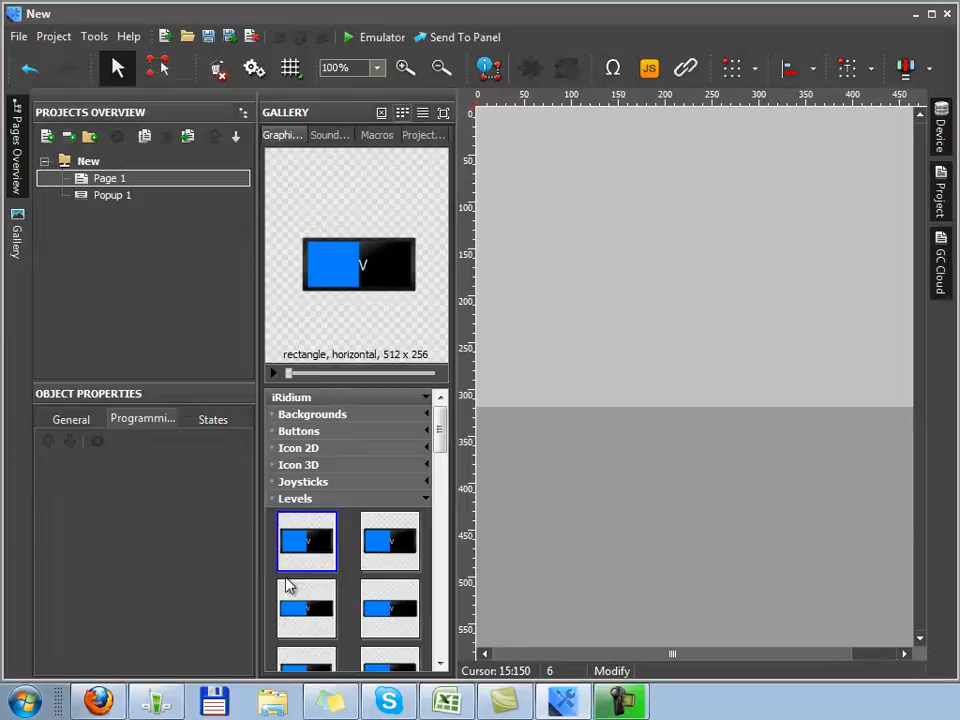 New
File Project Tools Help Emulator Send To Panel
100% Ω JS T
PROJECTS OVERVIEW
GALLERY
Pages Overview
Gallery
New
Page 1
Popup 1
Graphi... Sound... Macros Project...
V
rectangle, horizontal, 512 x 256
iRidium
Backgrounds
Buttons
Icon 2D
Icon 3D
Joysticks
Levels
V V
V V
OBJECT PROPERTIES
General Programmi... States
0 50 100 150 200 250 300 350 400 450
0
50
100
150
200
250
300
350
400
450
500
550
Device
Project
GC Cloud
Cursor: 15:150 6 Modify